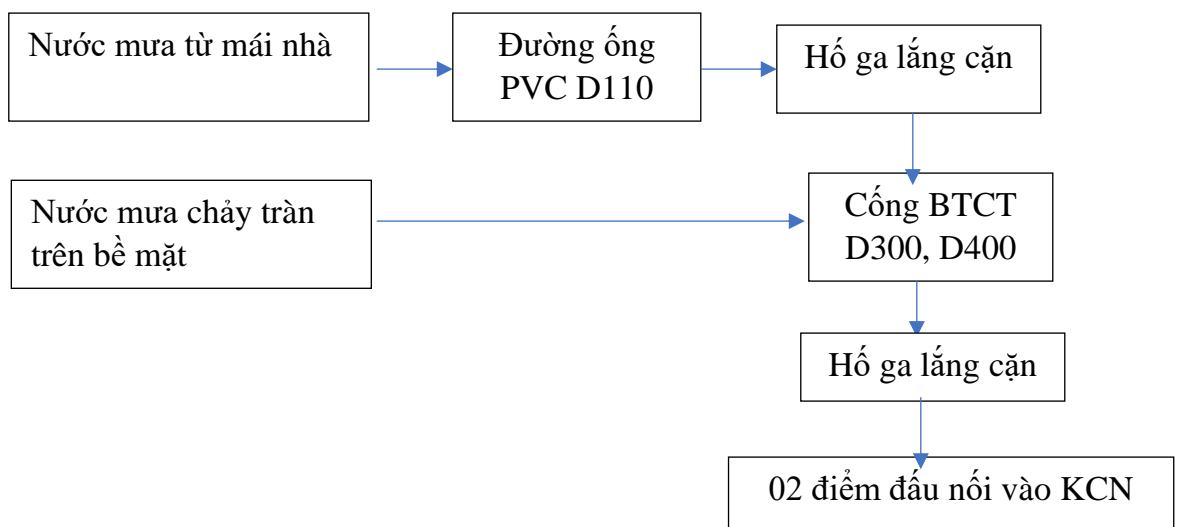 Nước mưa từ mái nhà
Đường ống
PVC D110
Hố ga lắng cặn
Nước mưa chảy tràn
trên bề mặt
Cống BTCT
D300, D400
Hố ga lắng cặn
02 điểm đấu nối vào KCN